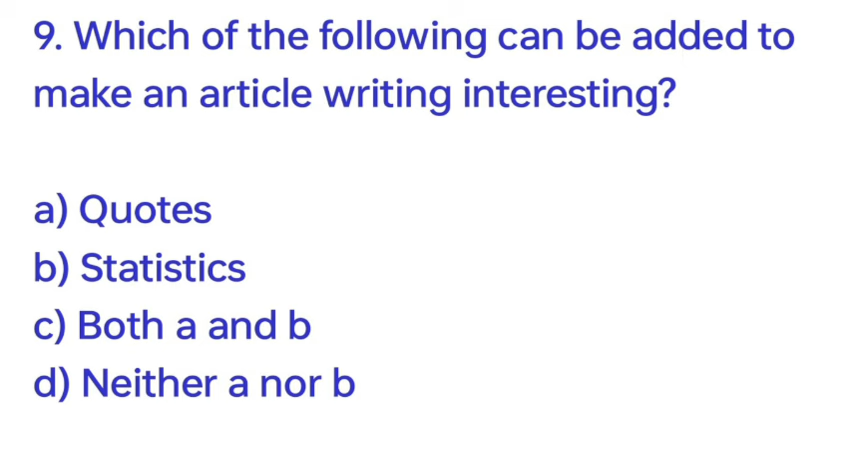 9. Which of the following can be added to
make an article writing interesting?
a) Quotes
b) Statistics
c) Both a and b
d) Neither a nor b